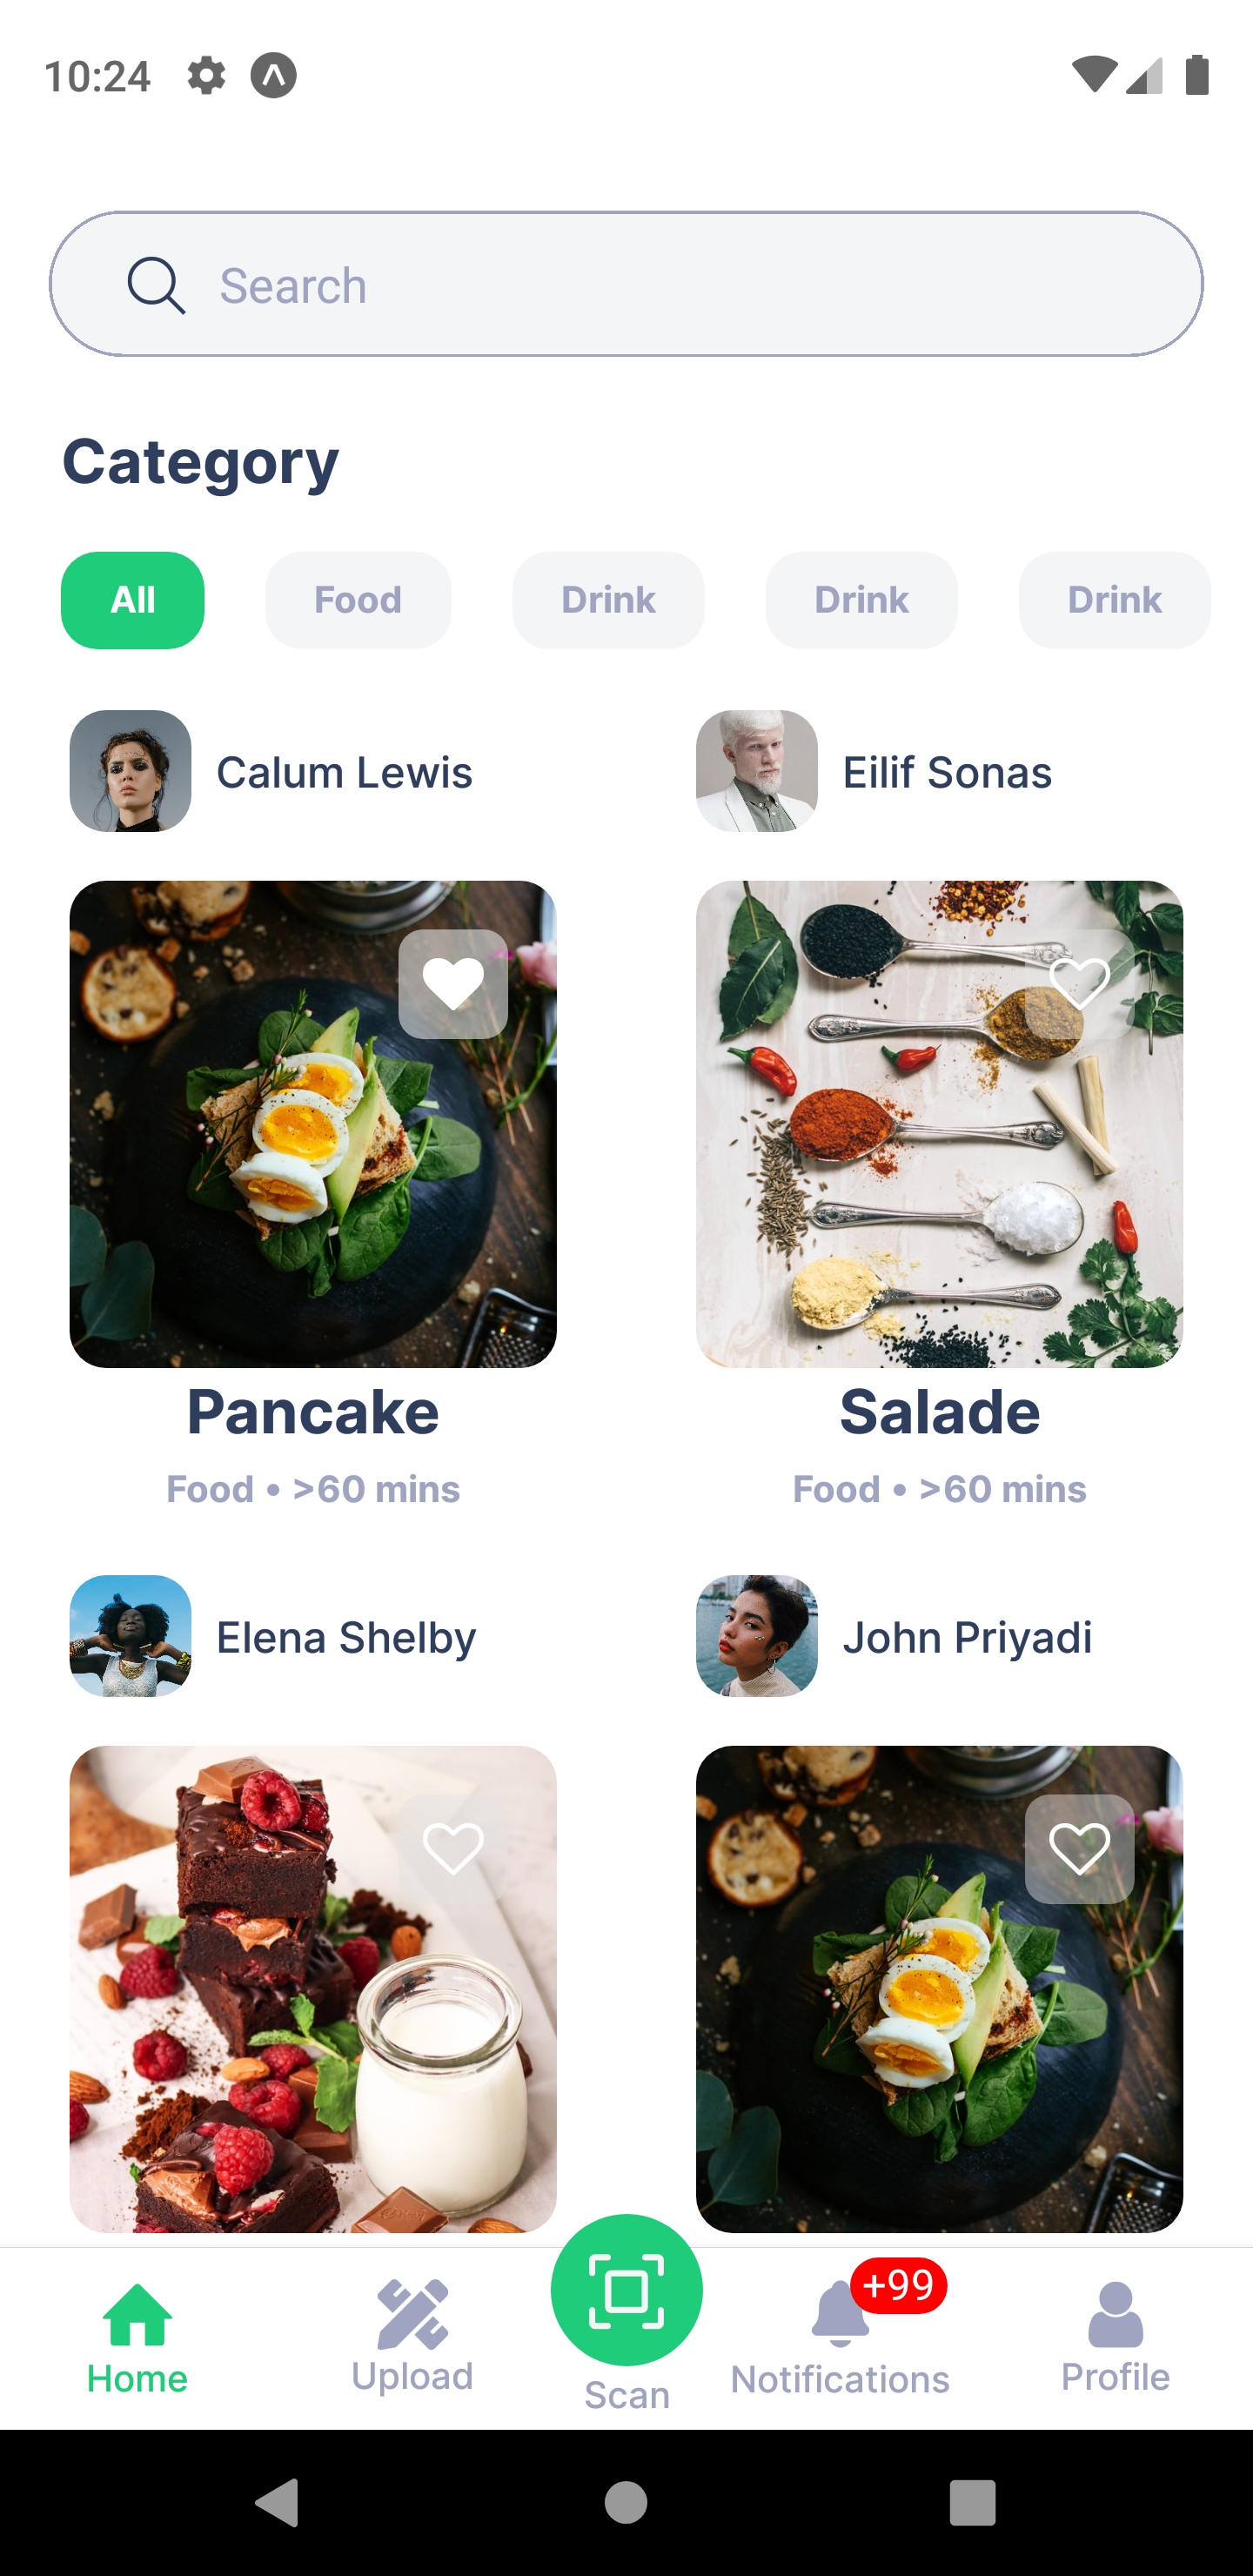 10:24
Search
Category
All Food Drink Drink Drink
Calum Lewis Eilif Sonas
Pancake Salade
Food • >60 mins Food • >60 mins
Elena Shelby John Priyadi
+99
Home Upload Scan Notifications Profile